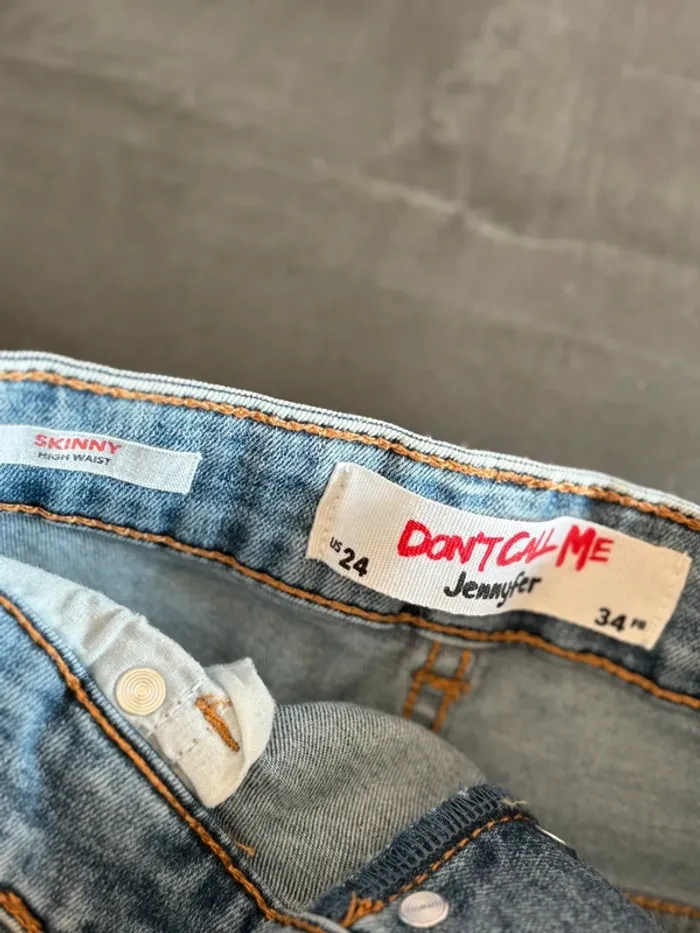 SKINNY
HIGH WAIST
DON'T CALL ME
Jennyfer
US 24
34 FR